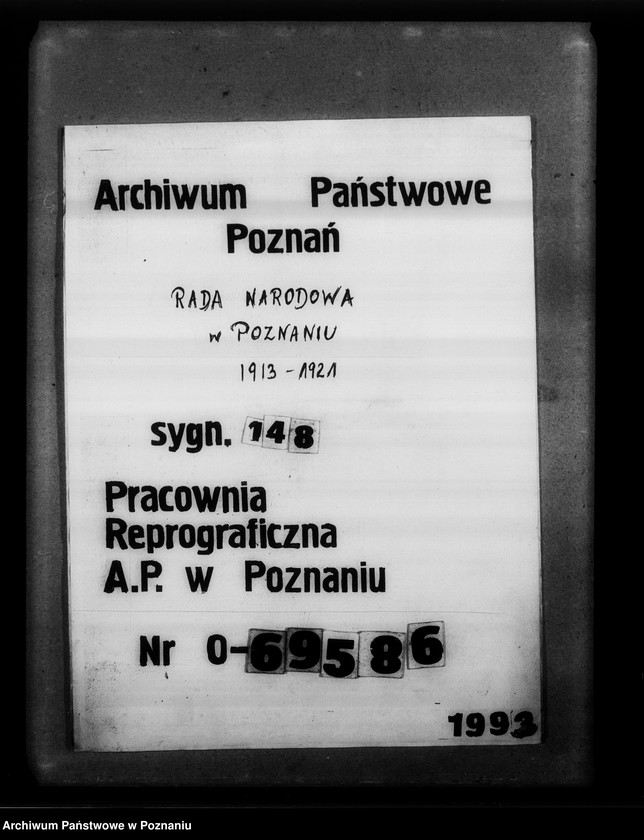 Archiwum Państwowe
Poznań
RADA NARODOWA
w POZNANIU
1913-1921
sygn. 148
Pracownia
Reprograficzna
A.P. w Poznaniu
Nr O-69586
1993
Archiwum Państwowe w Poznaniu